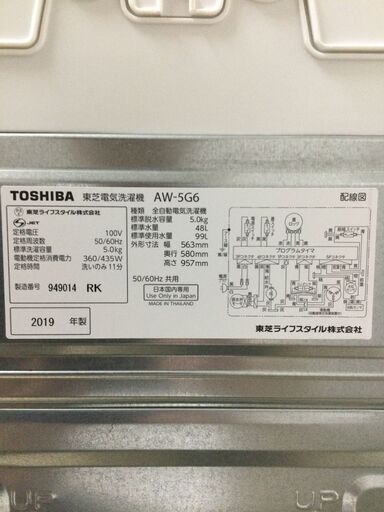 TOSHIBA 東芝電気洗濯機 AW-5G6
配線図
JET
東芝ライフスタイル株式会社
定格電圧 100V
定格周波数 50/60Hz
標準洗濯容量 5.0kg
電動機定格消費電力 360/435W
定格時間 洗いのみ 11分
製造番号 949014 RK
2019 年製
種類 全自動電気洗濯機
標準脱水容量 5.0kg
標準水量 48L
標準使用水量 99L
外形寸法 幅 563mm
奥行 580mm
高さ 957mm
50/60Hz 共用
日本国内専用
Use Only in Japan
MADE IN THAILAND
プログラムタイマ
東芝ライフスタイル株式会社
UP
UP